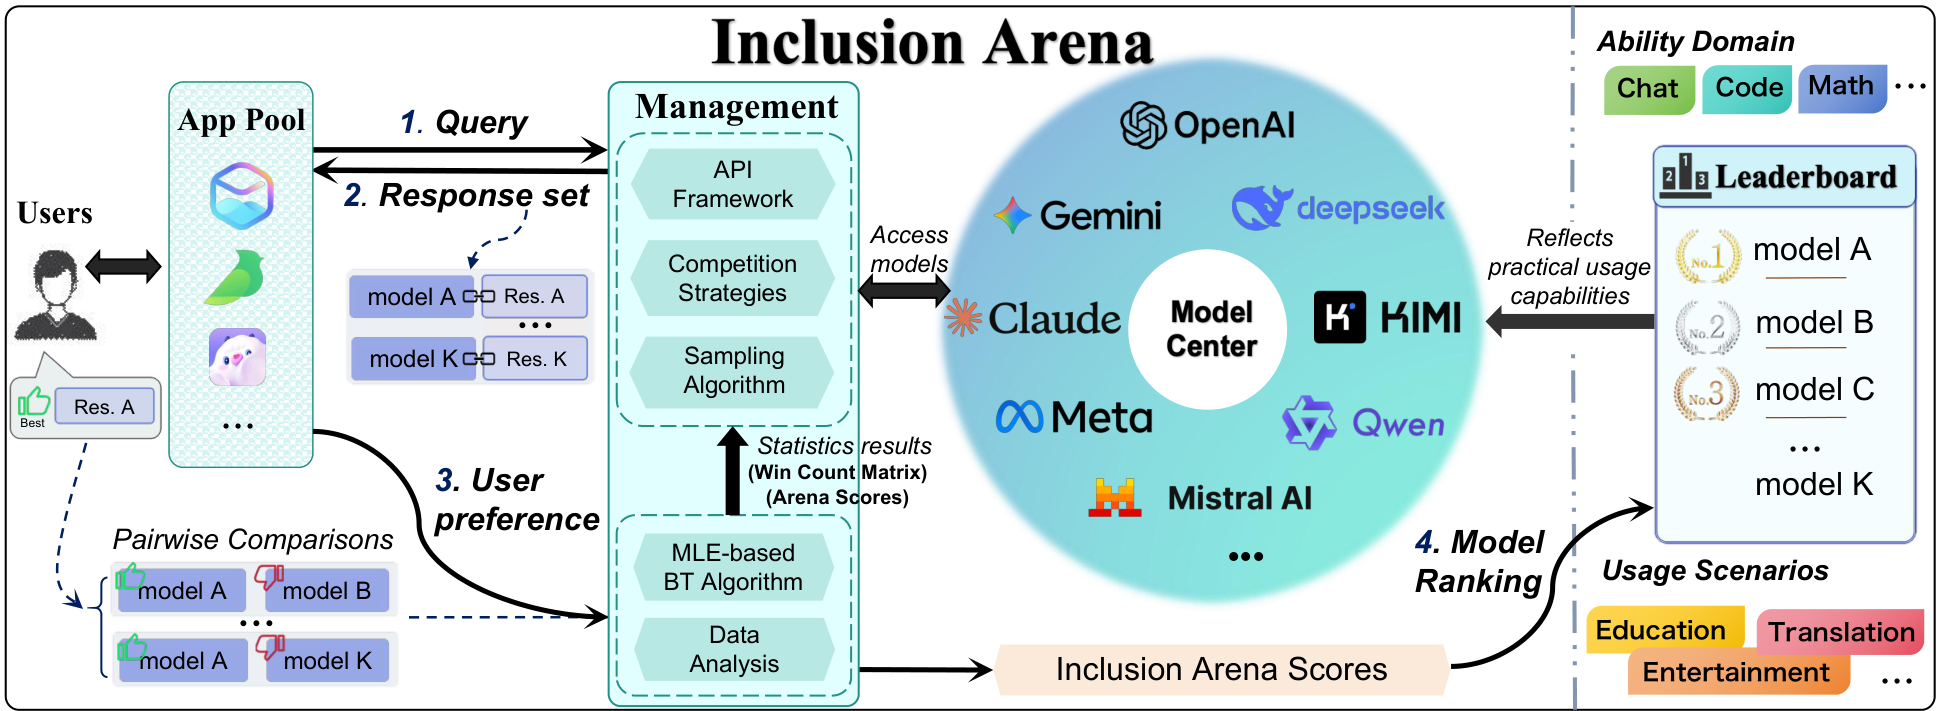 Inclusion Arena
Users
Best
Res. A
App Pool
...
1. Query
2. Response set
model A
Res. A
...
model K
Res. K
3. User
preference
Pairwise Comparisons
model A
model B
...
model A
model K
Management
API
Framework
Competition
Strategies
Sampling
Algorithm
Statistics results
(Win Count Matrix)
(Arena Scores)
MLE-based
BT Algorithm
Data
Analysis
Access
models
OpenAI
Gemini
deepseek
Claude
Model
Center
KIMI
Meta
Qwen
Mistral AI
...
Inclusion Arena Scores
4. Model
Ranking
Reflects
practical usage
capabilities
Ability Domain
Chat
Code
Math
...
1
2
3
Leaderboard
No.1
model A
No.2
model B
No.3
model C
...
model K
Usage Scenarios
Education
Translation
Entertainment
...